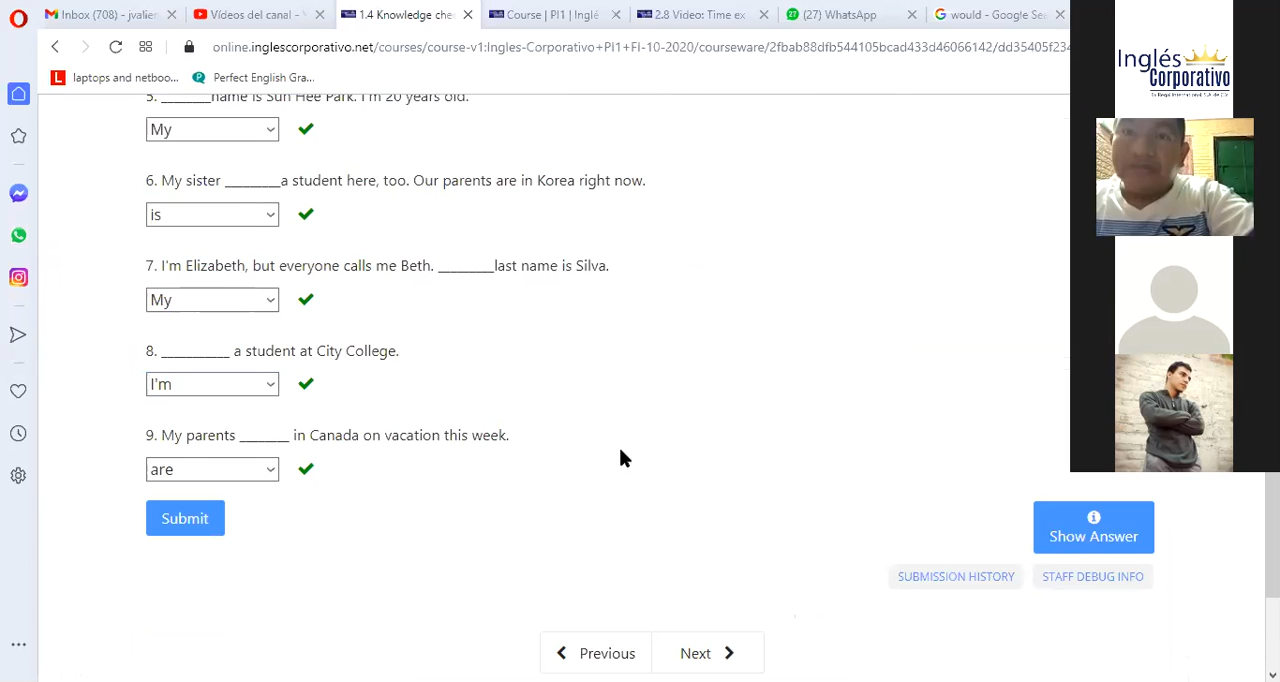 Inbox (708) - jvalier
Vídeos del canal -
1.4 Knowledge che
Course | PI1 | Inglé
2.8 Video: Time ex
(27) WhatsApp
would - Google Se
online.inglescorporativo.net/courses/course-v1:Ingles-Corporativo+PI1+FI-10-2020/courseware/2fbab88dfb544105bcad433d46066142/dd35405f234
laptops and netboo...
Perfect English Gra...
Inglés
Corporativo
5. ________name is Sun Hee Park. I'm 20 years old.
My
6. My sister ________a student here, too. Our parents are in Korea right now.
is
7. I'm Elizabeth, but everyone calls me Beth. ________last name is Silva.
My
8. __________ a student at City College.
I'm
9. My parents _______ in Canada on vacation this week.
are
Submit
Show Answer
SUBMISSION HISTORY
STAFF DEBUG INFO
Previous
Next